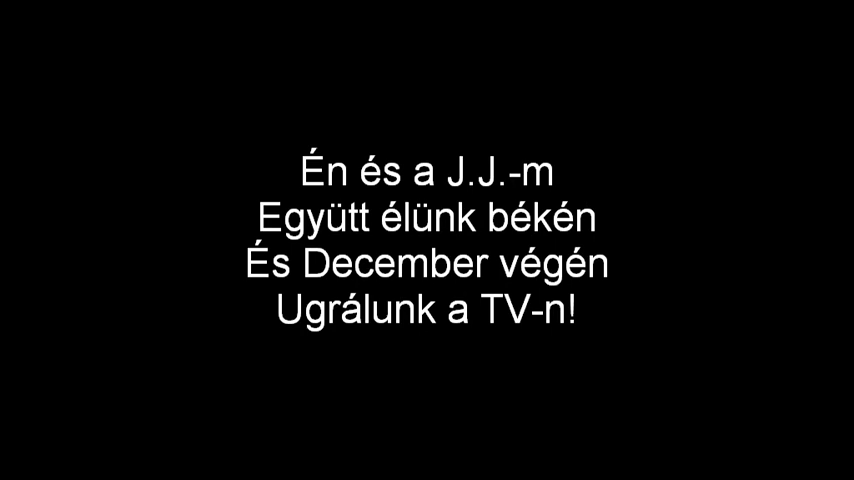 Én és a J.J.-m
Együtt élünk békén
És December végén
Ugrálunk a TV-n!